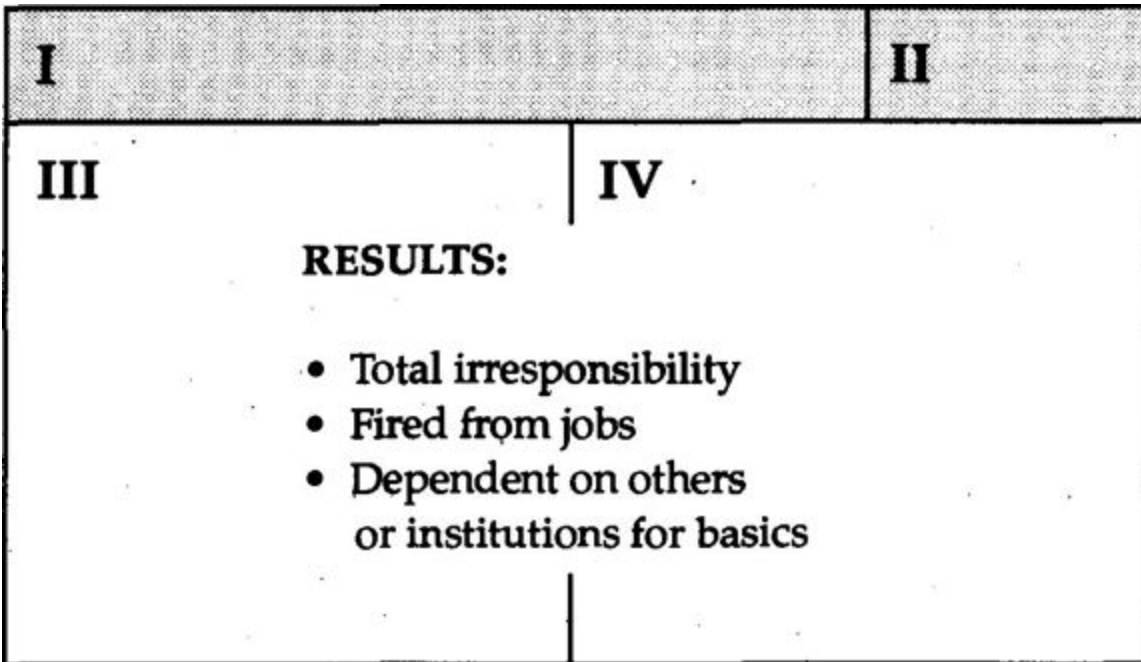 I
II
III
IV
RESULTS:
• Total irresponsibility
• Fired from jobs
• Dependent on others
or institutions for basics